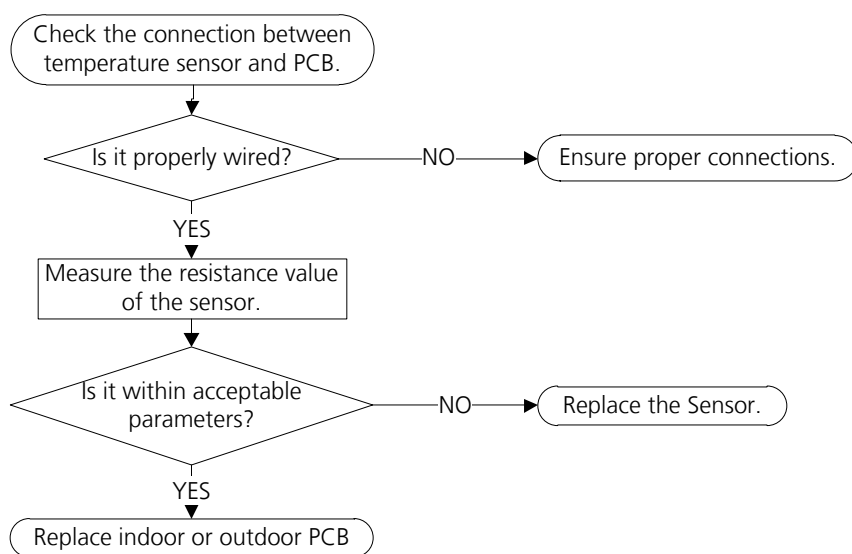 Check the connection between
temperature sensor and PCB.
Is it properly wired?
NO
Ensure proper connections.
YES
Measure the resistance value
of the sensor.
Is it within acceptable
parameters?
NO
Replace the Sensor.
YES
Replace indoor or outdoor PCB